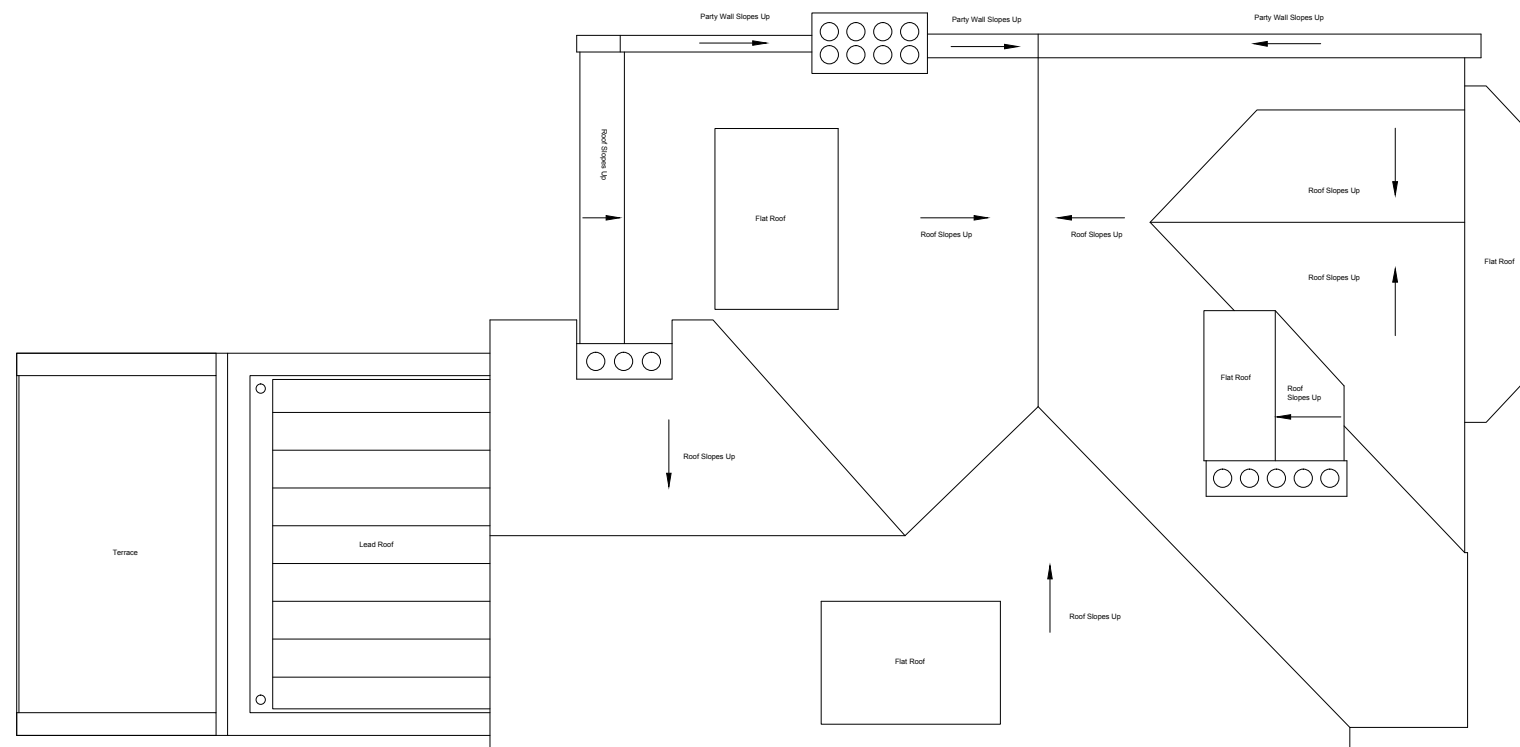 Party Wall Slopes Up
Party Wall Slopes Up
Party Wall Slopes Up
Roof Slopes Up
Roof Slopes Up
Flat Roof
Roof Slopes Up
Roof Slopes Up
Flat Roof
Roof Slopes Up
Flat Roof
Roof
Slopes Up
Roof Slopes Up
Terrace
Lead Roof
Roof Slopes Up
Flat Roof